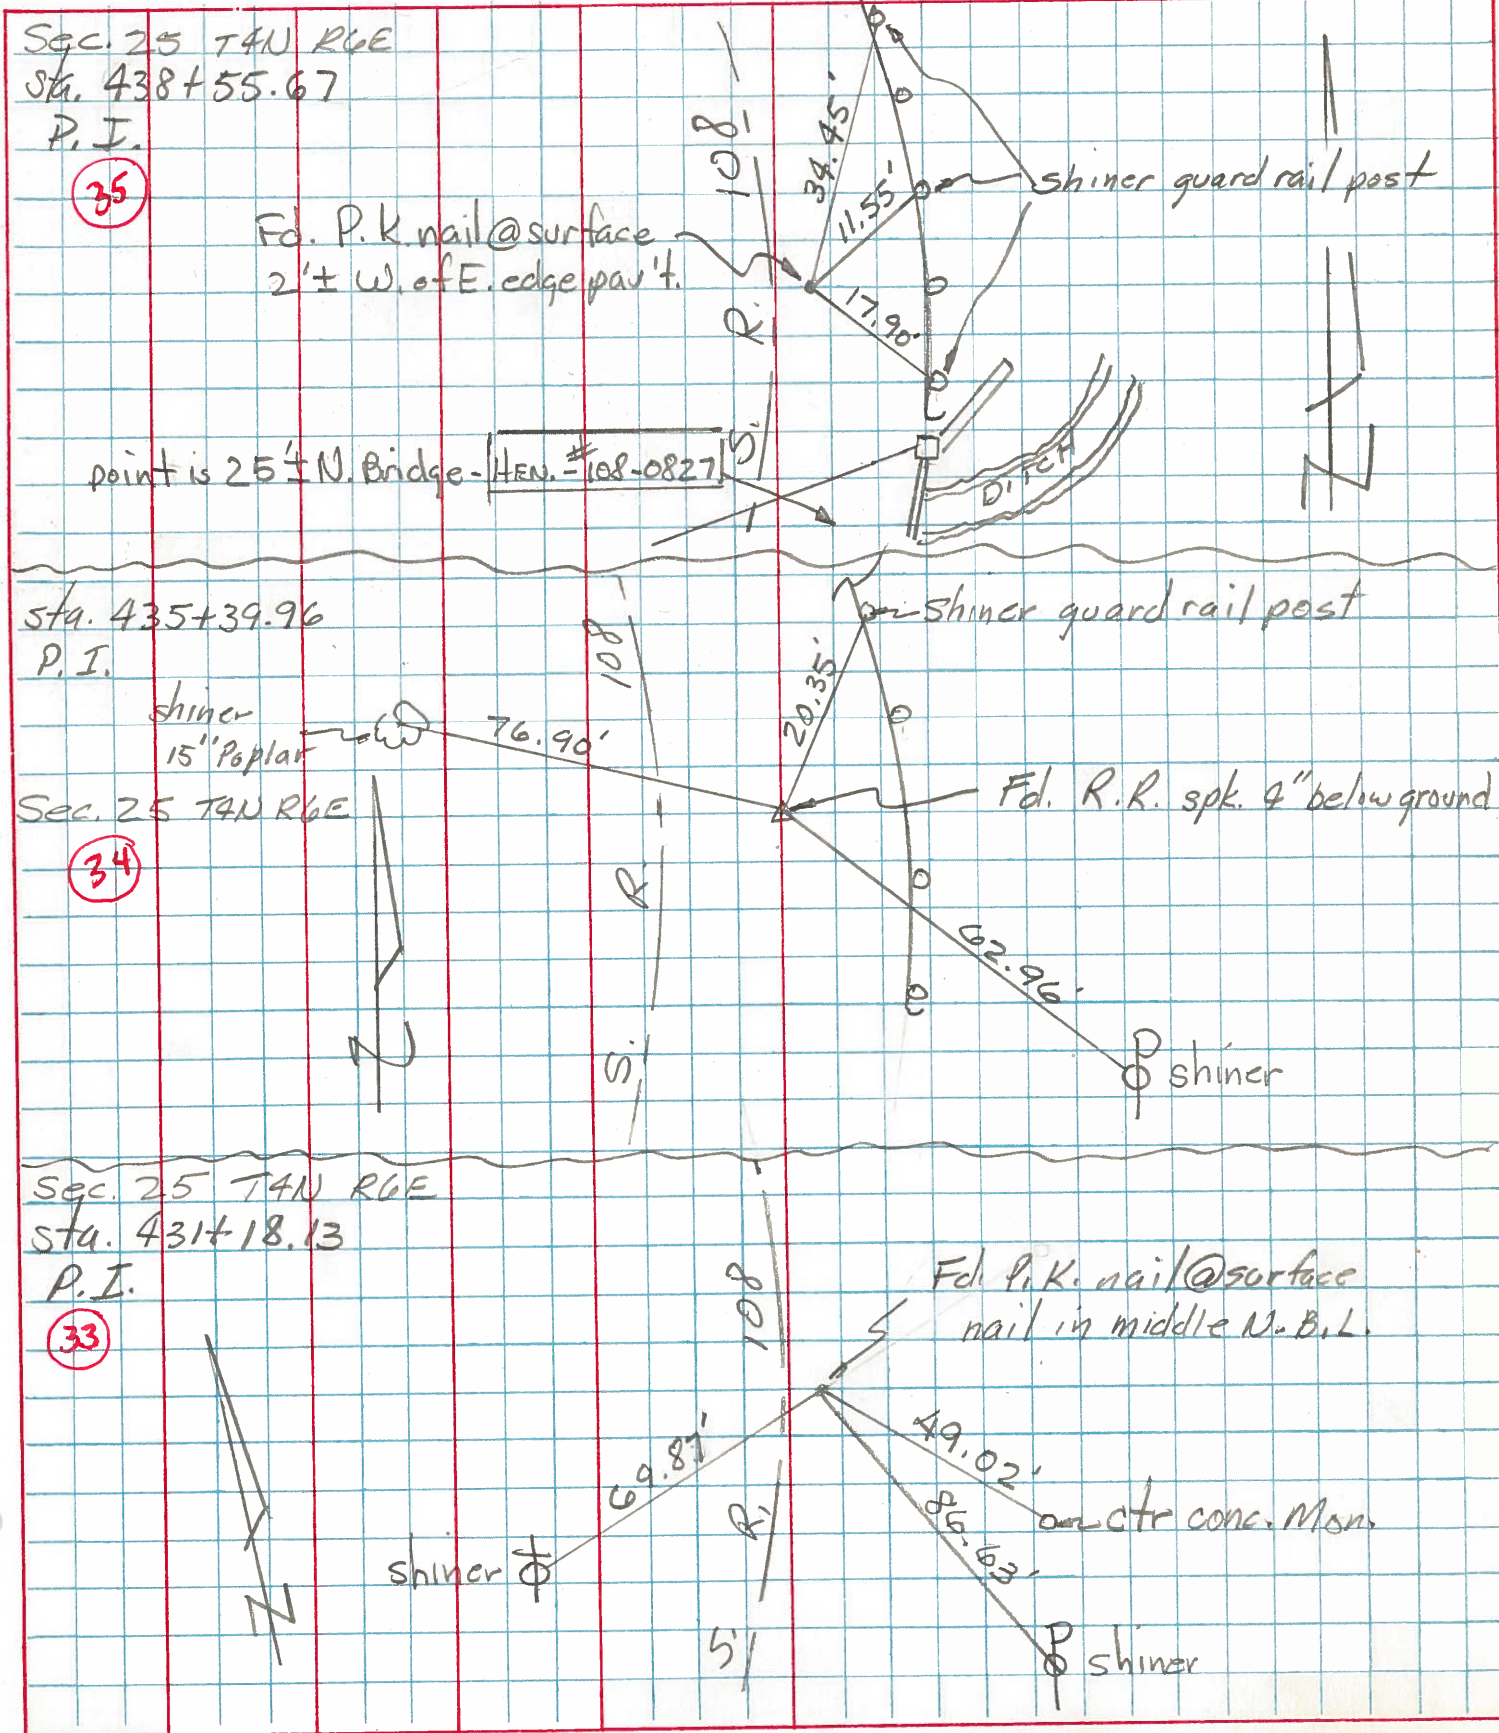 Sec. 25 T4N R6E
sta. 438+55.67
P.I.
35
Fd. P.K. nail @ surface
2'± W. of E. edge pav't.
34.45'
11.55'
17.90'
shiner guard rail post
point is 25'± N. Bridge - HEN. #108-0827
DITCH
S. R. 108
N
sta. 435+39.96
P.I.
shiner
15" Poplar
Sec. 25 T4N R6E
34
76.90'
20.35'
shiner guard rail post
Fd. R.R. spk. 4" below ground
62.96'
shiner
S. R. 108
N
Sec. 25 T4N R6E
sta. 431+18.13
P.I.
33
Fd. P.K. nail @ surface
nail in middle N.B.L.
69.87'
49.02'
86.63'
ctr conc. Mon.
shiner
shiner
S. R. 108
N